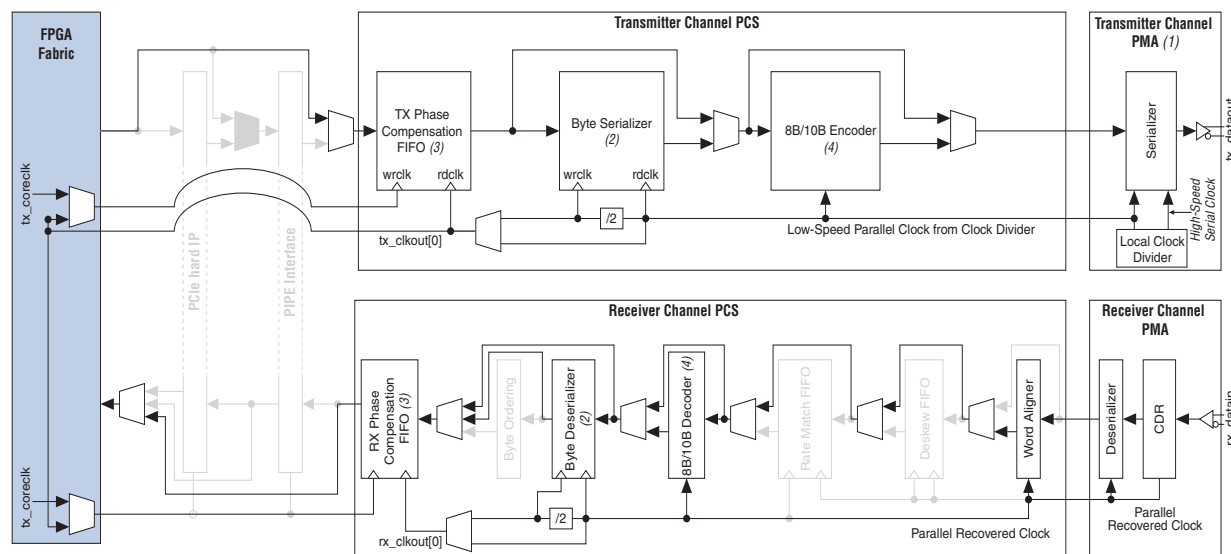 FPGA
Fabric
Transmitter Channel PCS
Transmitter Channel
PMA (1)
TX Phase
Compensation
FIFO (3)
wrclk
rdclk
Byte Serializer
(2)
wrclk
rdclk
8B/10B Encoder
(4)
Serializer
tx_dataout
tx_coreclk
/2
tx_clkout[0]
Low-Speed Parallel Clock from Clock Divider
Local Clock
Divider
High-Speed
Serial Clock
PCIe hard IP
PIPE Interface
Receiver Channel PCS
Receiver Channel
PMA
RX Phase
Compensation
FIFO (3)
Byte Ordering
Byte Deserializer
(2)
8B/10B Decoder (4)
Rate Match FIFO
Deskew FIFO
Word Aligner
Deserializer
CDR
rx_datain
tx_coreclk
/2
rx_clkout[0]
Parallel Recovered Clock
Parallel
Recovered Clock